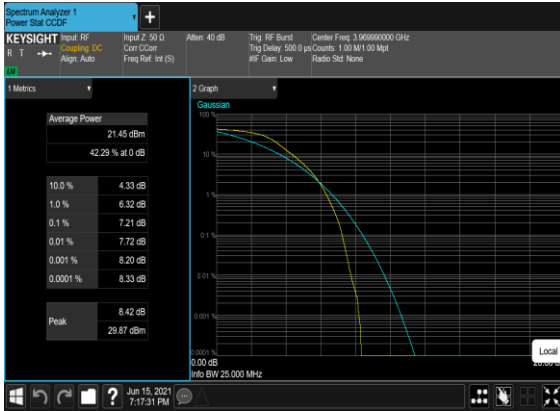 Spectrum Analyzer 1
Power Stat CCDF
+
KEYSIGHT
R T
Input: RF
Coupling: DC
Align: Auto
Input Z: 50 Ω
Corr CCorr
Freq Ref: Int (S)
Atten: 40 dB
Trig: RF Burst
Trig Delay: 500.0 µs
#IF Gain: Low
Center Freq: 3.969990000 GHz
Counts: 1.00 M/1.00 Mpt
Radio Std: None
1 Metrics
Average Power
21.45 dBm
42.29 % at 0 dB
10.0 % 4.33 dB
1.0 % 6.32 dB
0.1 % 7.21 dB
0.01 % 7.72 dB
0.001 % 8.20 dB
0.0001 % 8.33 dB
Peak
8.42 dB
29.87 dBm
2 Graph
Gaussian
100 %
10 %
1 %
0.1 %
0.01 %
0.001 %
0.0001 %
0.00 dB
Info BW 25.000 MHz
Local
?
Jun 15, 2021
7:17:31 PM